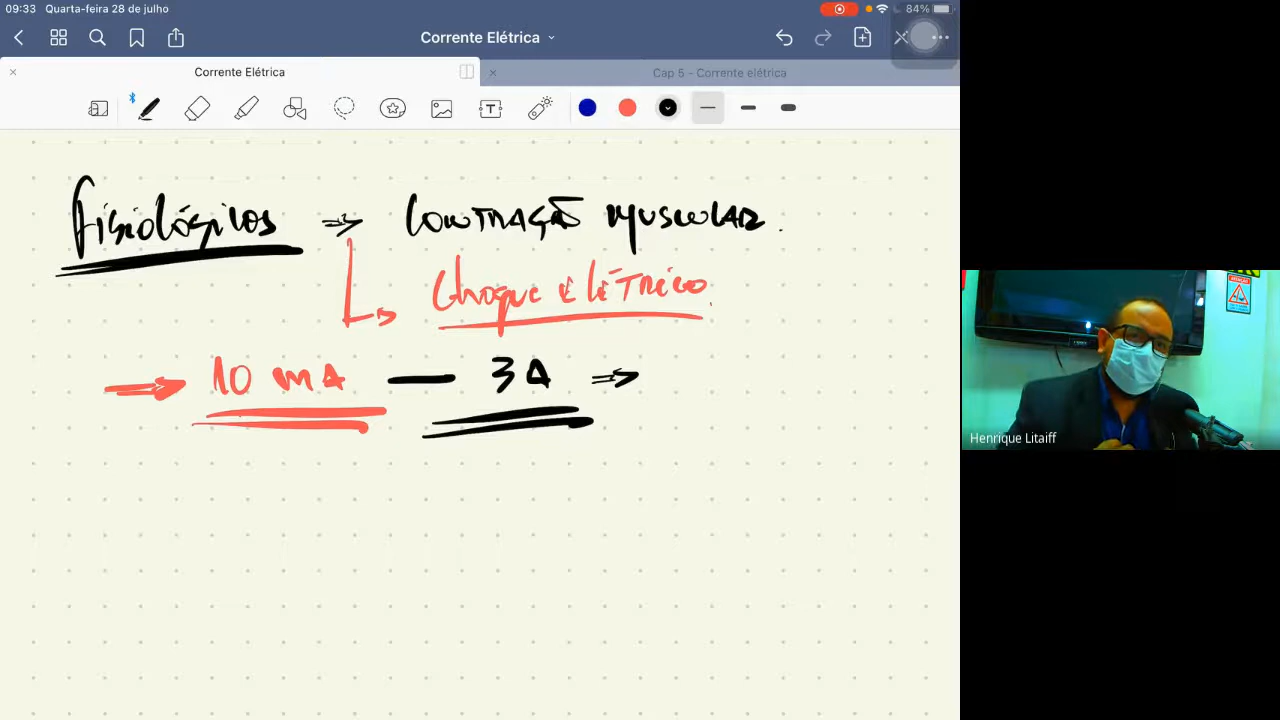 09:33 Quarta-feira 28 de julho 84%
Corrente Elétrica
Corrente Elétrica
Cap 5 - Corrente elétrica
Fisiológicos ⇒ Contração muscular.
Choque elétrico.
⇒ 10 mA — 3A ⇒
Henrique Litaiff